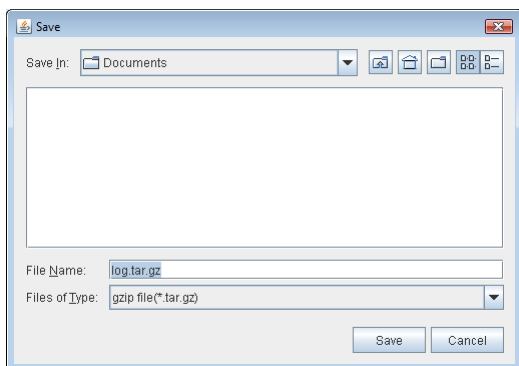 Save
Save In: Documents
File Name: log.tar.gz
Files of Type: gzip file(*.tar.gz)
Save Cancel